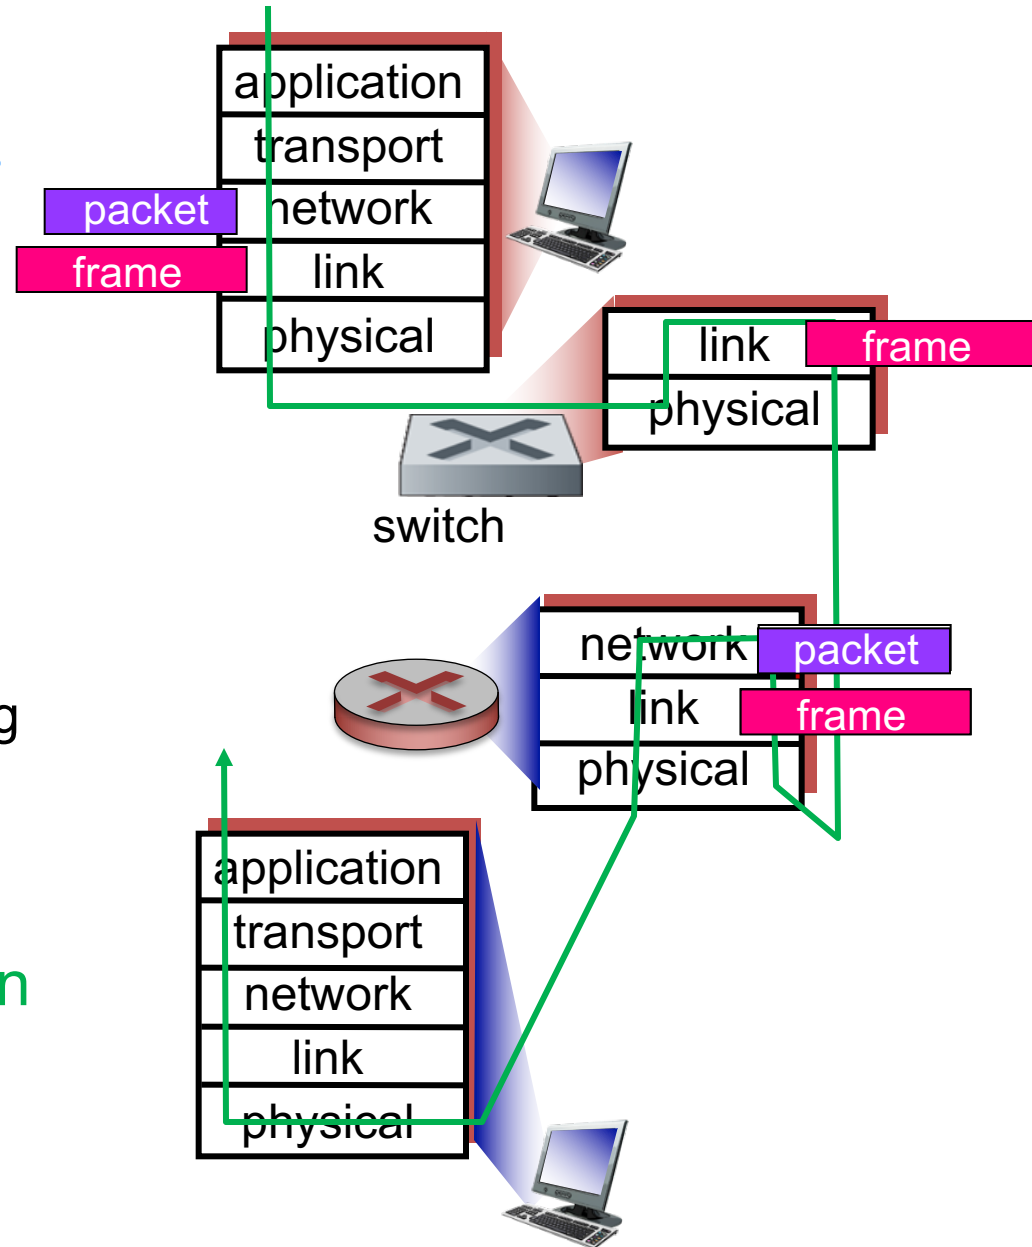 application
transport
packet network
frame link
physical
link frame
physical
switch
network packet
link frame
g
physical
application
transport
n
network
link
physical